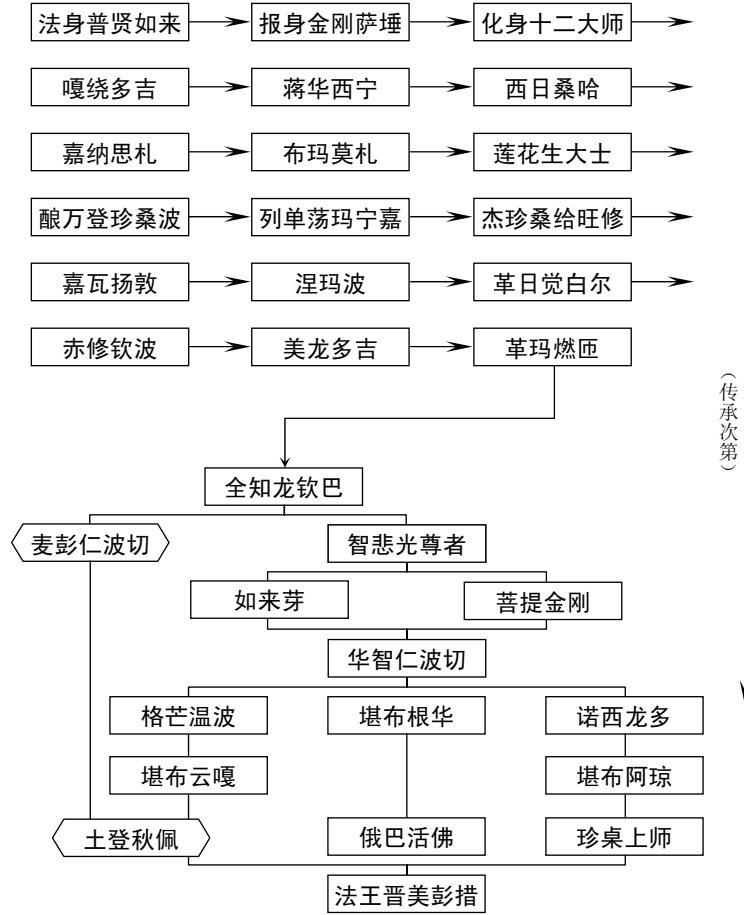 法身普贤如来 报身金刚萨埵 化身十二大师
嘎绕多吉 蒋华西宁 西日桑哈
嘉纳思札 布玛莫札 莲花生大士
酿万登珍桑波 列单荡玛宁嘉 杰珍桑给旺修
嘉瓦扬敦 涅玛波 革日觉白尔
赤修钦波 美龙多吉 革玛燃匝
（传承次第）
全知龙钦巴
麦彭仁波切 智悲光尊者
如来芽 菩提金刚
华智仁波切
格芒温波 堪布根华 诺西龙多
堪布云嘎 堪布阿琼
土登秋佩 俄巴活佛 珍桌上师
法王晋美彭措